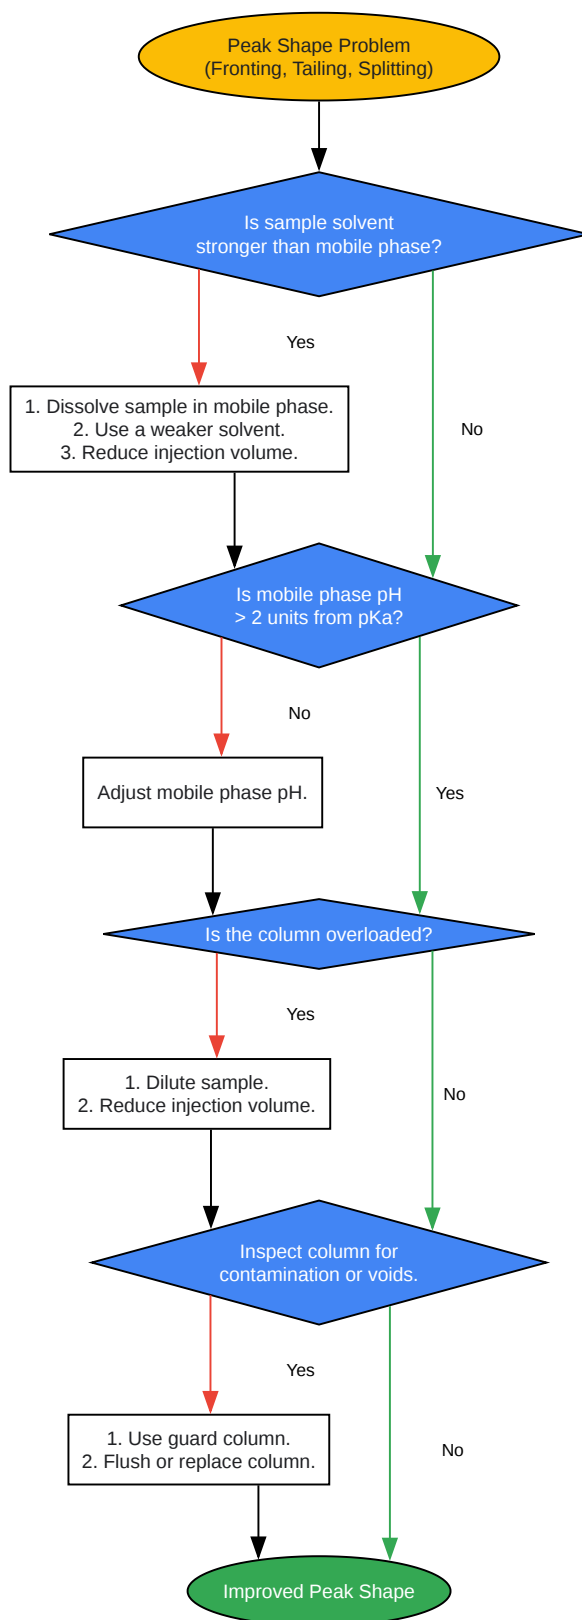 Peak Shape Problem
(Fronting, Tailing, Splitting)
Is sample solvent
stronger than mobile phase?
Yes
1. Dissolve sample in mobile phase.
2. Use a weaker solvent.
3. Reduce injection volume.
No
Is mobile phase pH
> 2 units from pKa?
No
Adjust mobile phase pH.
Yes
Is the column overloaded?
Yes
1. Dilute sample.
2. Reduce injection volume.
No
Inspect column for
contamination or voids.
Yes
1. Use guard column.
2. Flush or replace column.
No
Improved Peak Shape